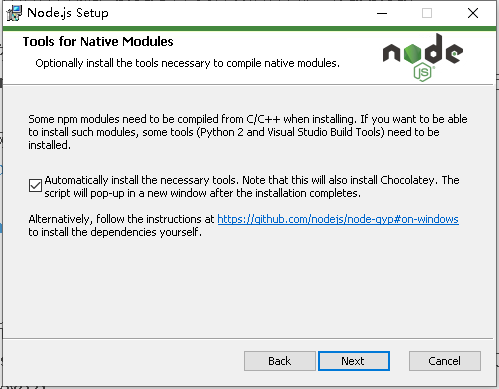 Node.js Setup
Tools for Native Modules
Optionally install the tools necessary to compile native modules.
node
JS
Some npm modules need to be compiled from C/C++ when installing. If you want to be able
to install such modules, some tools (Python 2 and Visual Studio Build Tools) need to be
installed.
Automatically install the necessary tools. Note that this will also install Chocolatey. The
script will pop-up in a new window after the installation completes.
Alternatively, follow the instructions at https://github.com/nodejs/node-gyp#on-windows
to install the dependencies yourself.
Back
Next
Cancel